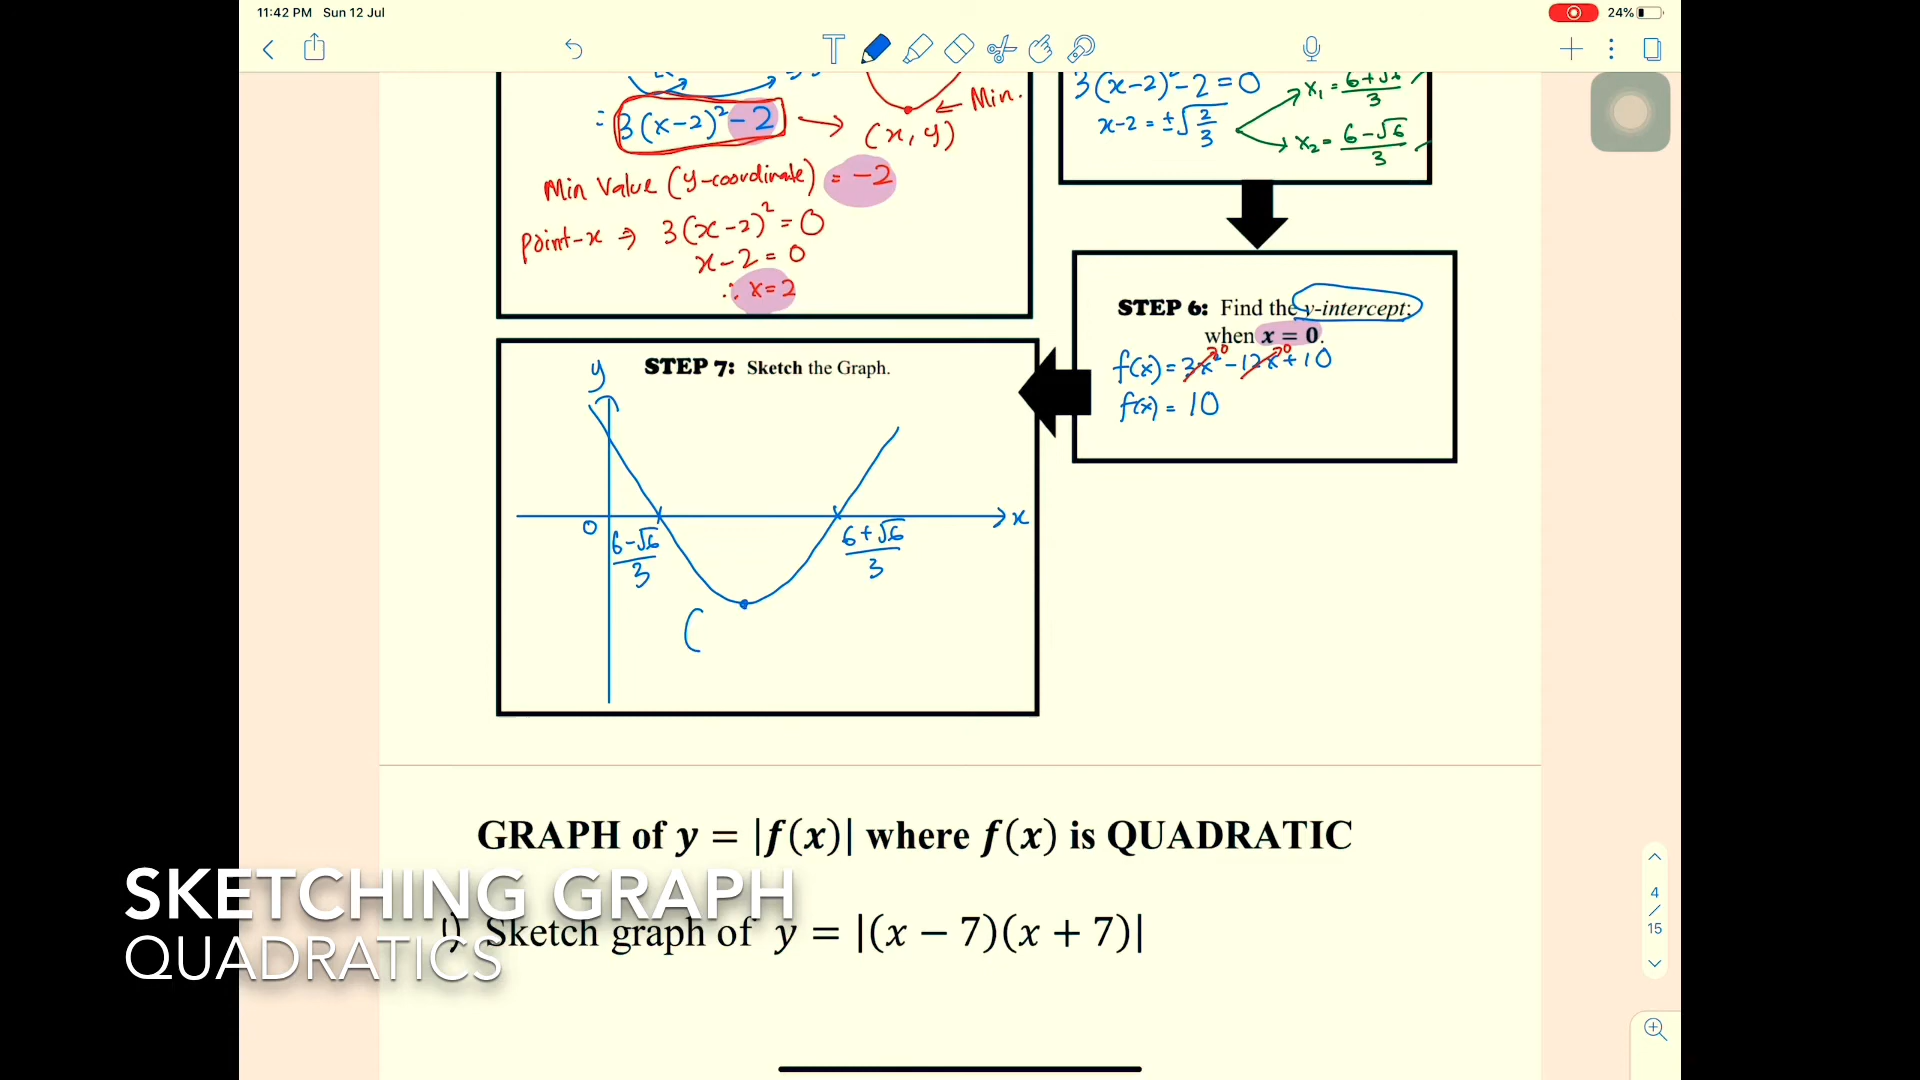 11:42 PM Sun 12 Jul
24%
= 3(x-2)² - 2
Min.
(x, y)
Min Value (y-coordinate) = -2
point-x ⇒ 3(x-2)² = 0
x - 2 = 0
∴ x = 2
3(x-2)² - 2 = 0
x-2 = ±√(2/3)
x₁ = (6+√6)/3
x₂ = (6-√6)/3
STEP 6: Find the y-intercept;
when x = 0.
f(x) = 3x² - 12x + 10
f(x) = 10
STEP 7: Sketch the Graph.
y
0
x
(6-√6)/3
(6+√6)/3
(
GRAPH of y = |f(x)| where f(x) is QUADRATIC
Sketch graph of y = |(x − 7)(x + 7)|
SKETCHING GRAPH
QUADRATICS
4
/
15